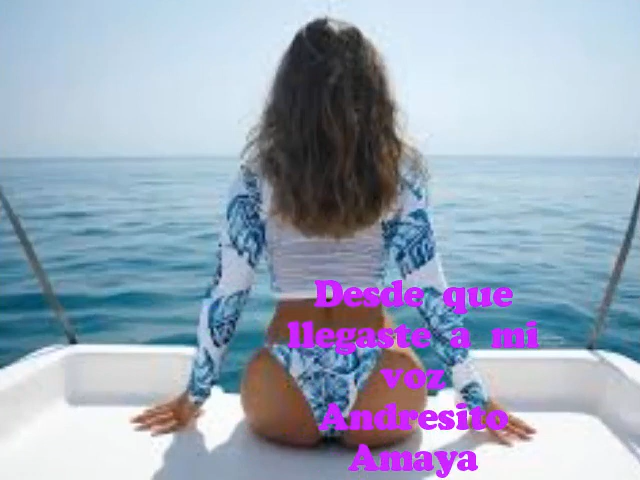 Desde que
llegaste a mi
voz
Andresito
Amaya